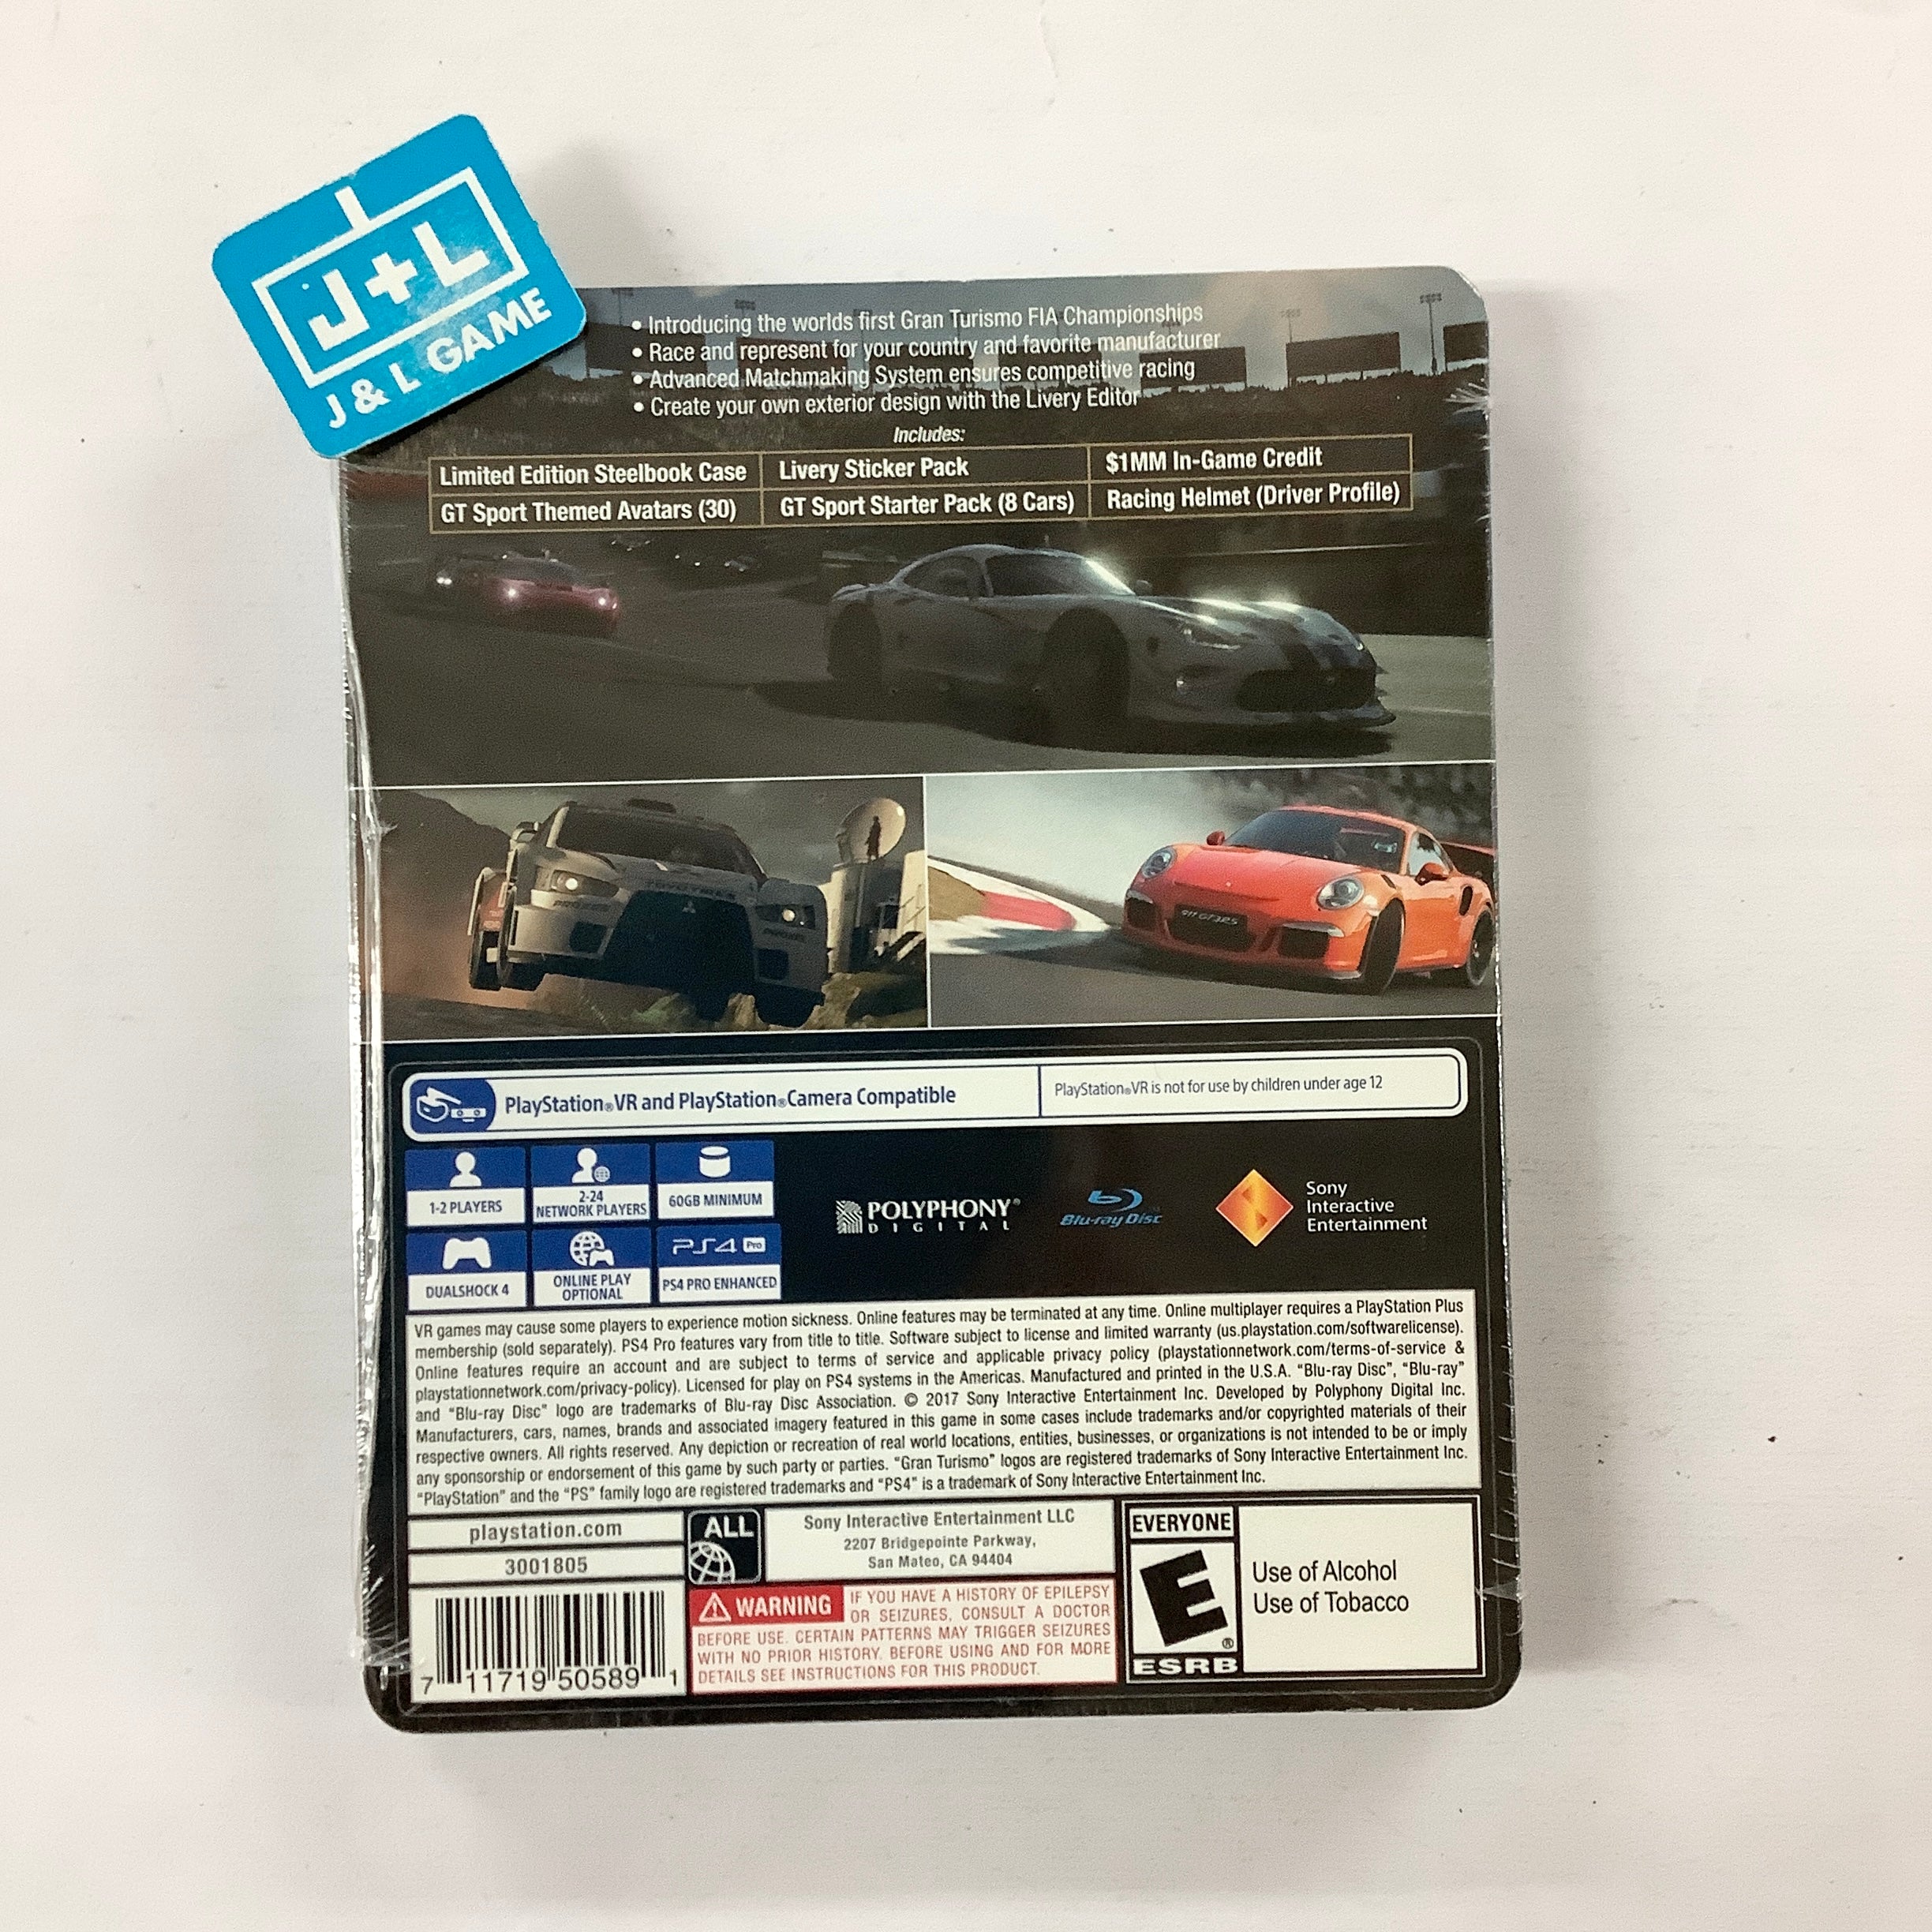 J+L
J & L GAME
• Introducing the worlds first Gran Turismo FIA Championships
• Race and represent for your country and favorite manufacturer
• Advanced Matchmaking System ensures competitive racing
• Create your own exterior design with the Livery Editor
Includes:
Limited Edition Steelbook Case
Livery Sticker Pack
$1MM In-Game Credit
GT Sport Themed Avatars (30)
GT Sport Starter Pack (8 Cars)
Racing Helmet (Driver Profile)
911 GT3 RS
PlayStation®VR and PlayStation®Camera Compatible
PlayStation®VR is not for use by children under age 12
1-2 PLAYERS
2-24
NETWORK PLAYERS
60GB MINIMUM
DUALSHOCK 4
ONLINE PLAY
OPTIONAL
PS4 Pro
PS4 PRO ENHANCED
POLYPHONY®
DIGITAL
Blu-ray Disc
Sony
Interactive
Entertainment
VR games may cause some players to experience motion sickness. Online features may be terminated at any time. Online multiplayer requires a PlayStation Plus
membership (sold separately). PS4 Pro features vary from title to title. Software subject to license and limited warranty (us.playstation.com/softwarelicense).
Online features require an account and are subject to terms of service and applicable privacy policy (playstationnetwork.com/terms-of-service &
playstationnetwork.com/privacy-policy). Licensed for play on PS4 systems in the Americas. Manufactured and printed in the U.S.A. “Blu-ray Disc”, “Blu-ray”
and “Blu-ray Disc” logo are trademarks of Blu-ray Disc Association. © 2017 Sony Interactive Entertainment Inc. Developed by Polyphony Digital Inc.
Manufacturers, cars, names, brands and associated imagery featured in this game in some cases include trademarks and/or copyrighted materials of their
respective owners. All rights reserved. Any depiction or recreation of real world locations, entities, businesses, or organizations is not intended to be or imply
any sponsorship or endorsement of this game by such party or parties. “Gran Turismo” logos are registered trademarks of Sony Interactive Entertainment Inc.
“PlayStation” and the “PS” family logo are registered trademarks and “PS4” is a trademark of Sony Interactive Entertainment Inc.
playstation.com
3001805
7 11719 50589 1
ALL
Sony Interactive Entertainment LLC
2207 Bridgepointe Parkway,
San Mateo, CA 94404
WARNING IF YOU HAVE A HISTORY OF EPILEPSY
OR SEIZURES, CONSULT A DOCTOR
BEFORE USE. CERTAIN PATTERNS MAY TRIGGER SEIZURES
WITH NO PRIOR HISTORY. BEFORE USING AND FOR MORE
DETAILS SEE INSTRUCTIONS FOR THIS PRODUCT.
EVERYONE
E®
ESRB
Use of Alcohol
Use of Tobacco